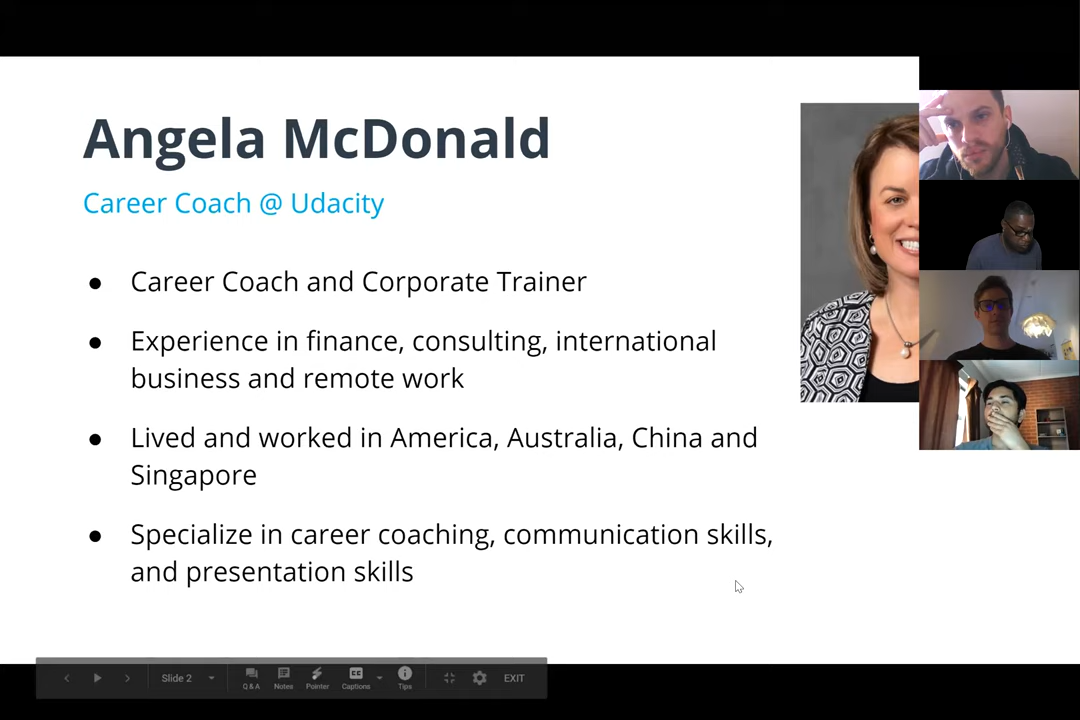 Angela McDonald
Career Coach @ Udacity
● Career Coach and Corporate Trainer
● Experience in finance, consulting, international
business and remote work
● Lived and worked in America, Australia, China and
Singapore
● Specialize in career coaching, communication skills,
and presentation skills
Slide 2
Q&A
Notes
Pointer
CC
Captions
Tips
EXIT